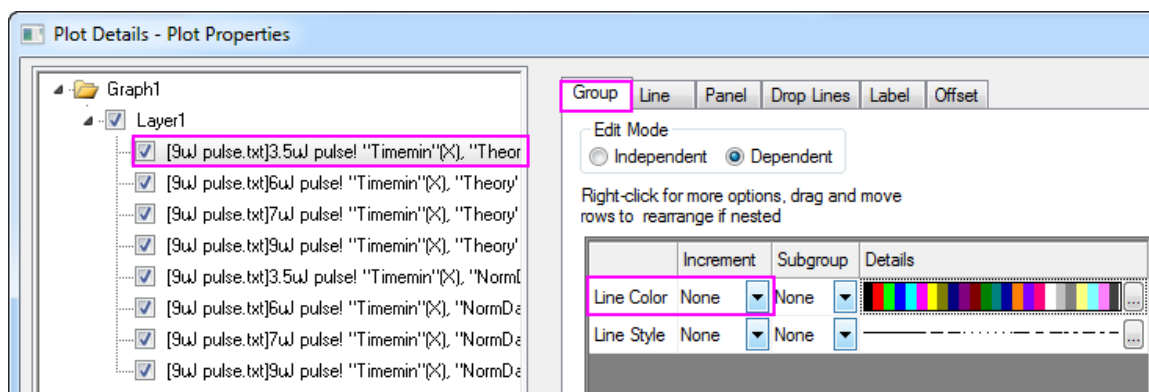 Plot Details - Plot Properties
Graph1
Layer1
[9uJ pulse.txt]3.5uJ pulse! "Timemin"(X), "Theor
[9uJ pulse.txt]6uJ pulse! "Timemin"(X), "Theory"
[9uJ pulse.txt]7uJ pulse! "Timemin"(X), "Theory"
[9uJ pulse.txt]9uJ pulse! "Timemin"(X), "Theory"
[9uJ pulse.txt]3.5uJ pulse! "Timemin"(X), "NormD
[9uJ pulse.txt]6uJ pulse! "Timemin"(X), "NormDa
[9uJ pulse.txt]7uJ pulse! "Timemin"(X), "NormDa
[9uJ pulse.txt]9uJ pulse! "Timemin"(X), "NormDa
Group Line Panel Drop Lines Label Offset
Edit Mode
Independent Dependent
Right-click for more options, drag and move
rows to rearrange if nested
Increment Subgroup Details
Line Color None None ...
Line Style None None ...